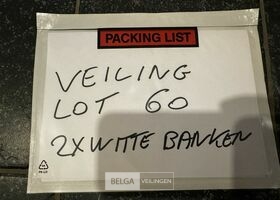 PACKING LIST
VEILING
LOT 60
2X WITTE BANKEN
BELGA VEILINGEN